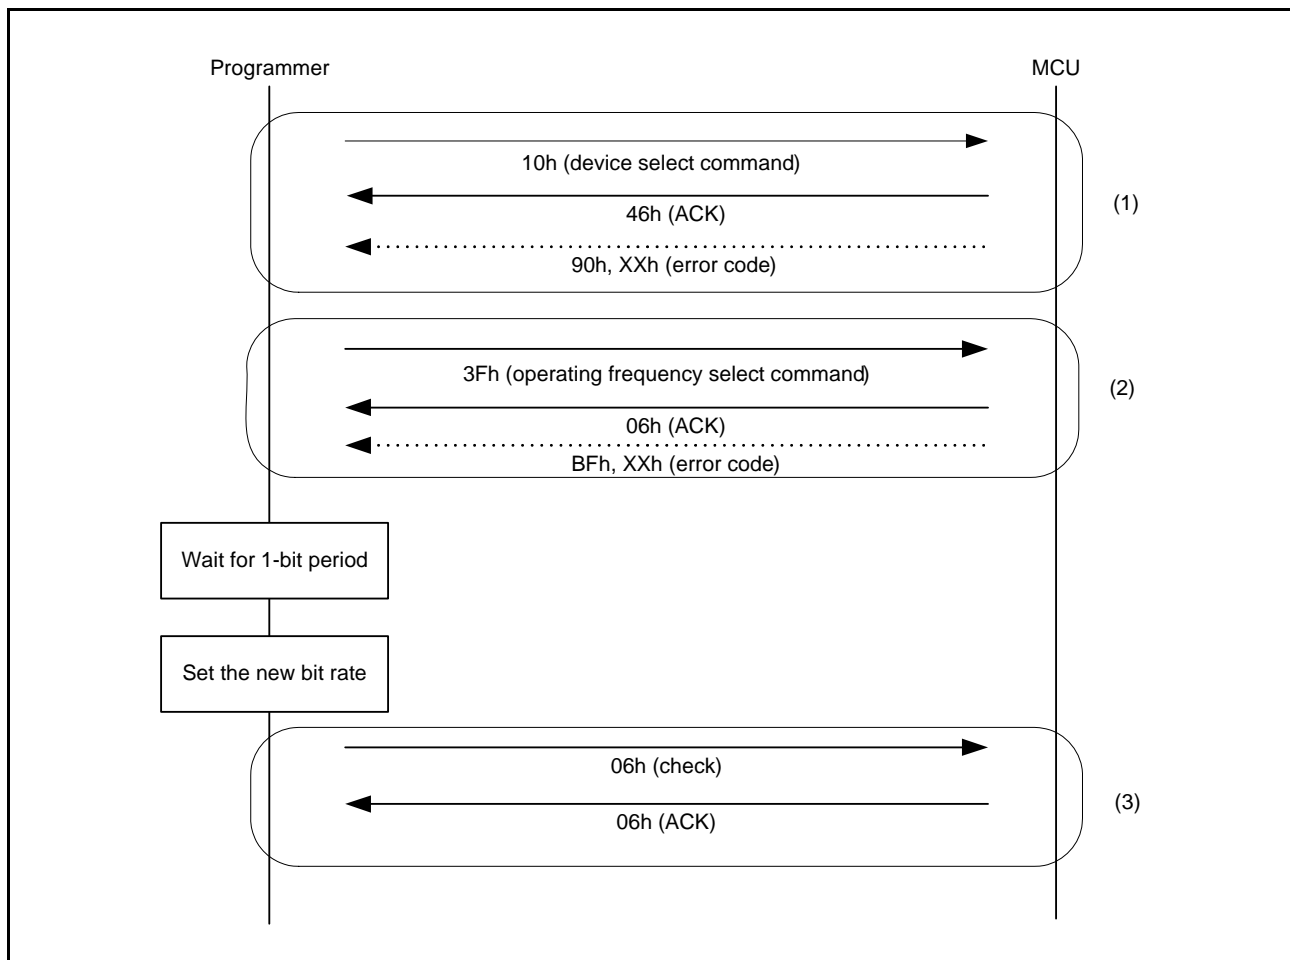 Programmer
MCU
10h (device select command)
46h (ACK)
(1)
90h, XXh (error code)
3Fh (operating frequency select command)
(2)
06h (ACK)
BFh, XXh (error code)
Wait for 1-bit period
Set the new bit rate
06h (check)
(3)
06h (ACK)